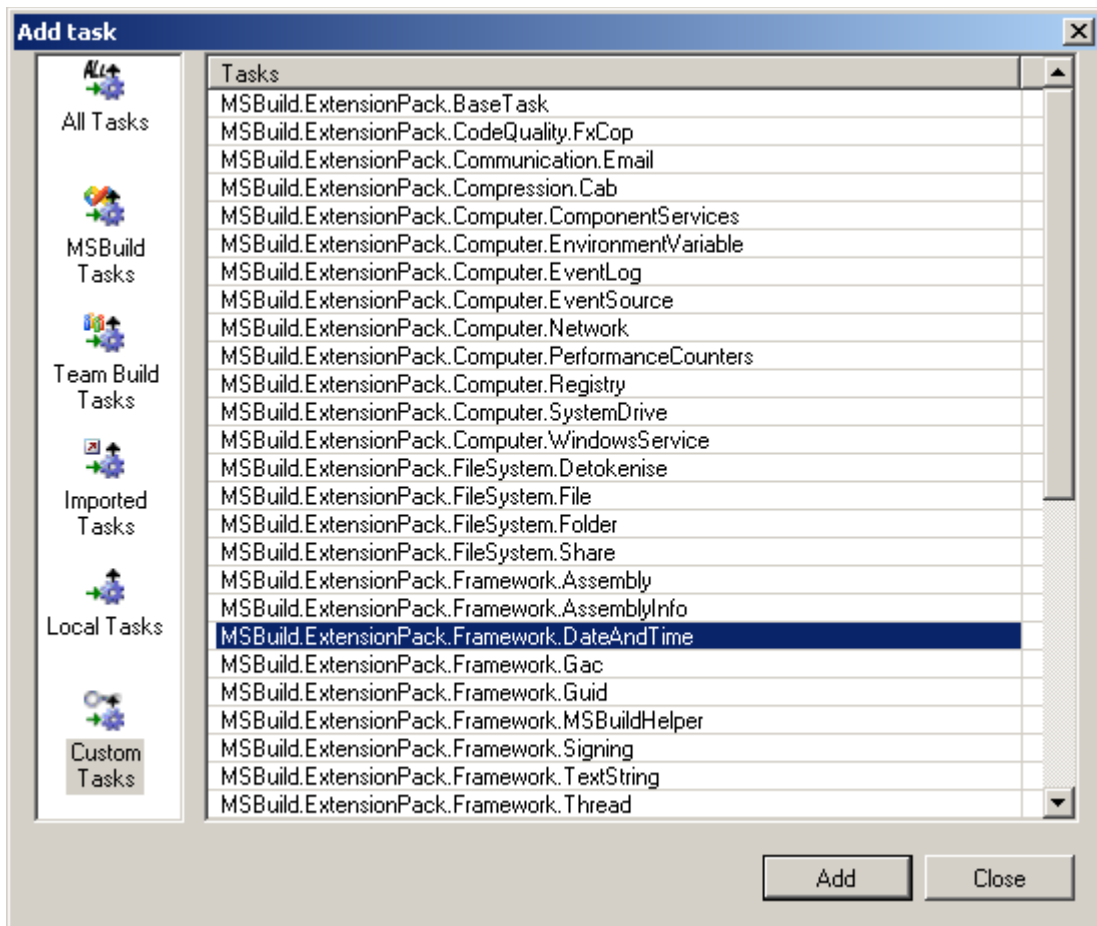 Add task
ALL
All Tasks
MSBuild
Tasks
Team Build
Tasks
Imported
Tasks
Local Tasks
Custom
Tasks
Tasks
MSBuild.ExtensionPack.BaseTask
MSBuild.ExtensionPack.CodeQuality.FxCop
MSBuild.ExtensionPack.Communication.Email
MSBuild.ExtensionPack.Compression.Cab
MSBuild.ExtensionPack.Computer.ComponentServices
MSBuild.ExtensionPack.Computer.EnvironmentVariable
MSBuild.ExtensionPack.Computer.EventLog
MSBuild.ExtensionPack.Computer.EventSource
MSBuild.ExtensionPack.Computer.Network
MSBuild.ExtensionPack.Computer.PerformanceCounters
MSBuild.ExtensionPack.Computer.Registry
MSBuild.ExtensionPack.Computer.SystemDrive
MSBuild.ExtensionPack.Computer.WindowsService
MSBuild.ExtensionPack.FileSystem.Detokenise
MSBuild.ExtensionPack.FileSystem.File
MSBuild.ExtensionPack.FileSystem.Folder
MSBuild.ExtensionPack.FileSystem.Share
MSBuild.ExtensionPack.Framework.Assembly
MSBuild.ExtensionPack.Framework.AssemblyInfo
MSBuild.ExtensionPack.Framework.DateAndTime
MSBuild.ExtensionPack.Framework.Gac
MSBuild.ExtensionPack.Framework.Guid
MSBuild.ExtensionPack.Framework.MSBuildHelper
MSBuild.ExtensionPack.Framework.Signing
MSBuild.ExtensionPack.Framework.TextString
MSBuild.ExtensionPack.Framework.Thread
Add
Close